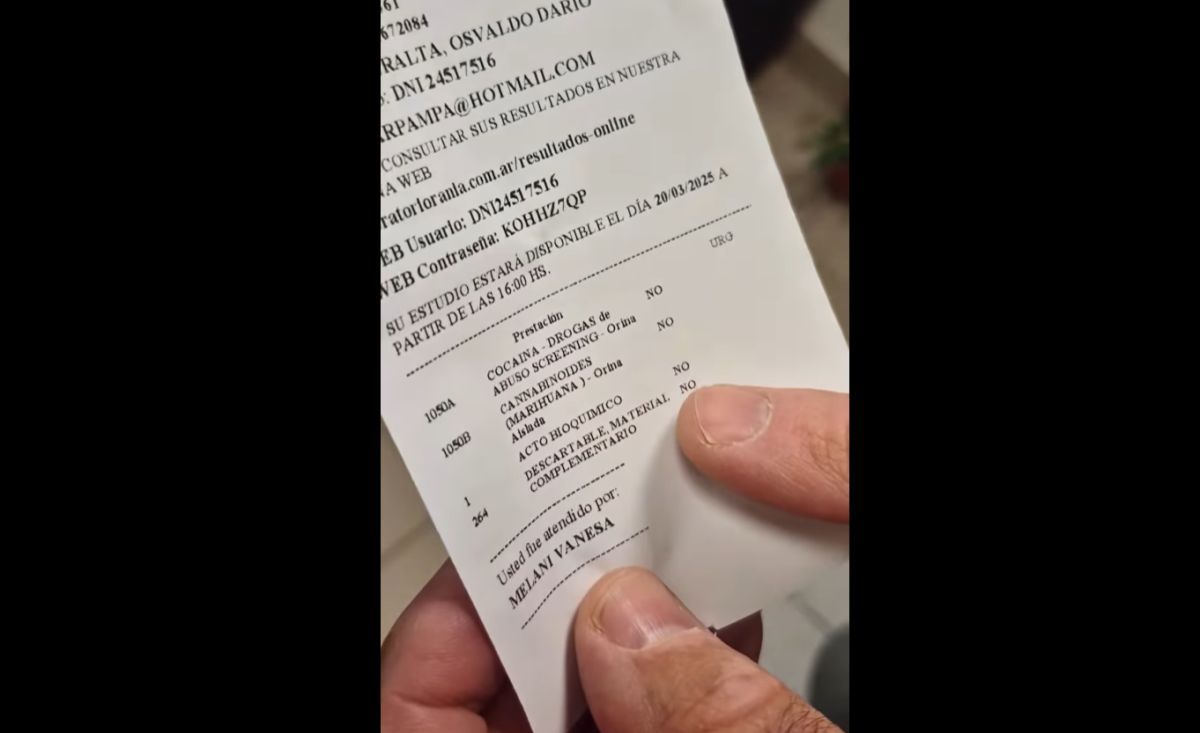 61
672084
RALTA, OSVALDO DARIO
: DNI 24517516
RPAMPA@HOTMAIL.COM
CONSULTAR SUS RESULTADOS EN NUESTRA
A WEB
ratorioranla.com.ar/resultados-online
EB Usuario: DNI24517516
WEB Contraseña: KOHHZ7QP
SU ESTUDIO ESTARÁ DISPONIBLE EL DÍA 20/03/2025 A
PARTIR DE LAS 16:00 HS.
Prestación URG
1050A COCAINA - DROGAS de NO
ABUSO SCREENING - Orina
1050B CANNABINOIDES NO
(MARIHUANA ) - Orina
Aislada
1 ACTO BIOQUIMICO NO
264 DESCARTABLE, MATERIAL NO
COMPLEMENTARIO
Usted fue atendido por:
MELANI VANESA